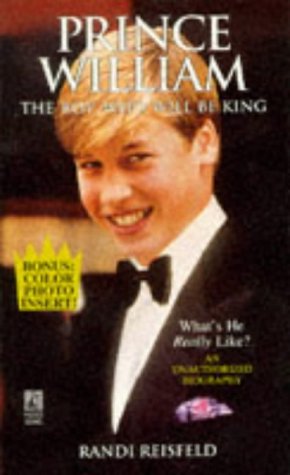 PRINCE
WILLIAM
THE BOY WHO WILL BE KING
BONUS:
COLOR
PHOTO
INSERT!
What's He
Really Like?
AN
UNAUTHORIZED
BIOGRAPHY
RANDI REISFELD